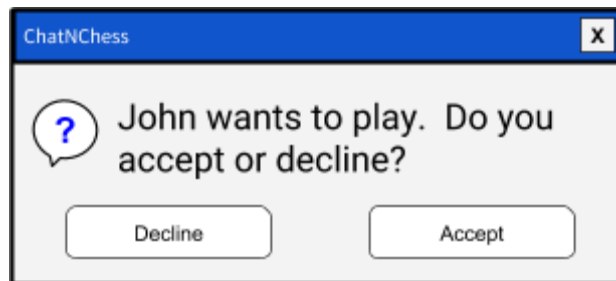 ChatNChess
X
?
John wants to play.  Do you
accept or decline?
Decline
Accept